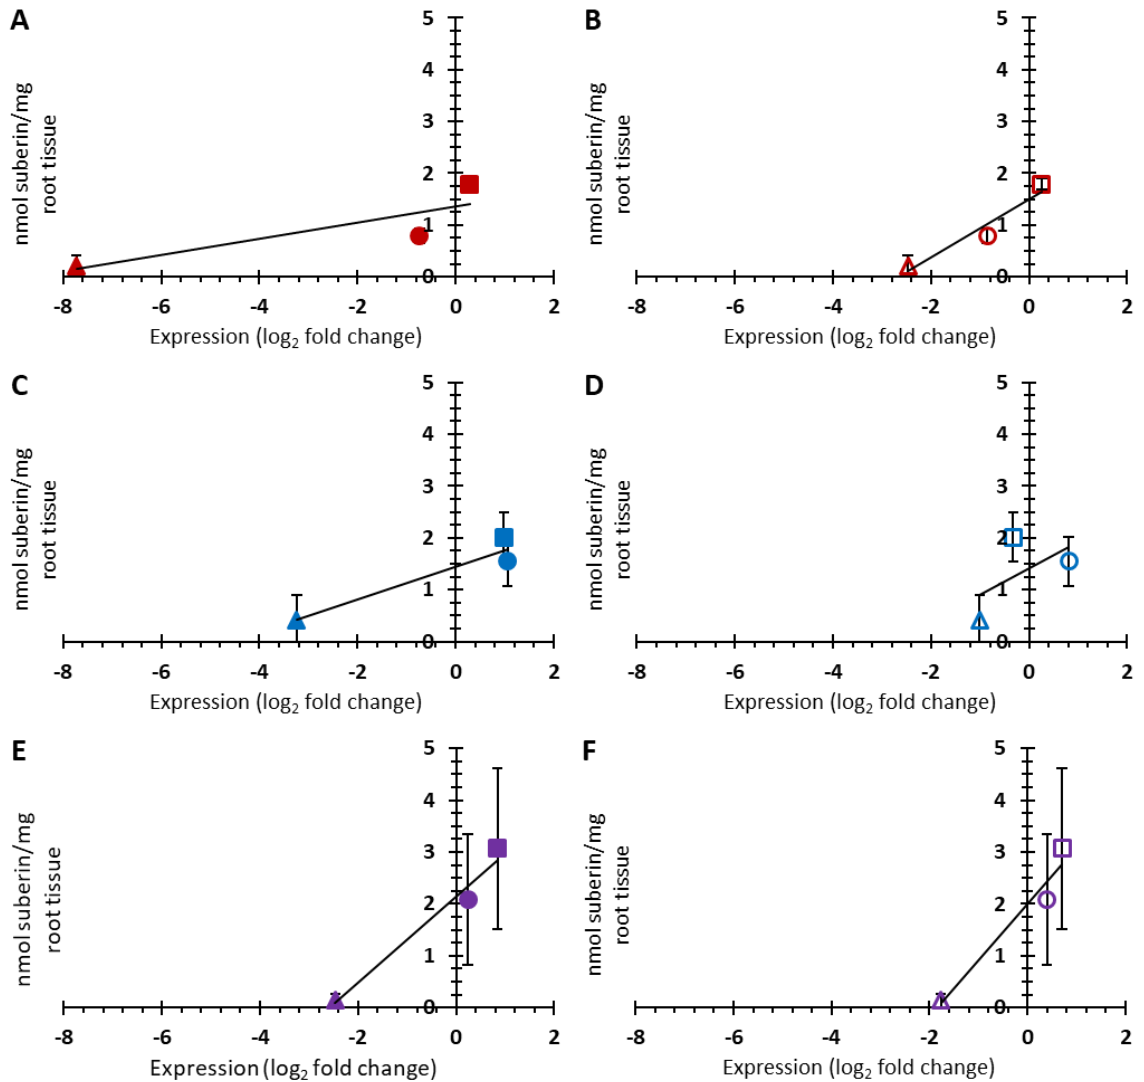 A
5
4
3
2
1
0
nmol suberin/mg
root tissue
-8 -6 -4 -2 0 2
Expression (log2 fold change)
B
5
4
3
2
1
0
nmol suberin/mg
root tissue
-8 -6 -4 -2 0 2
Expression (log2 fold change)
C
5
4
3
2
1
0
nmol suberin/mg
root tissue
-8 -6 -4 -2 0 2
Expression (log2 fold change)
D
5
4
3
2
1
0
nmol suberin/mg
root tissue
-8 -6 -4 -2 0 2
Expression (log2 fold change)
E
5
4
3
2
1
0
nmol suberin/mg
root tissue
-8 -6 -4 -2 0 2
Expression (log2 fold change)
F
5
4
3
2
1
0
nmol suberin/mg
root tissue
-8 -6 -4 -2 0 2
Expression (log2 fold change)